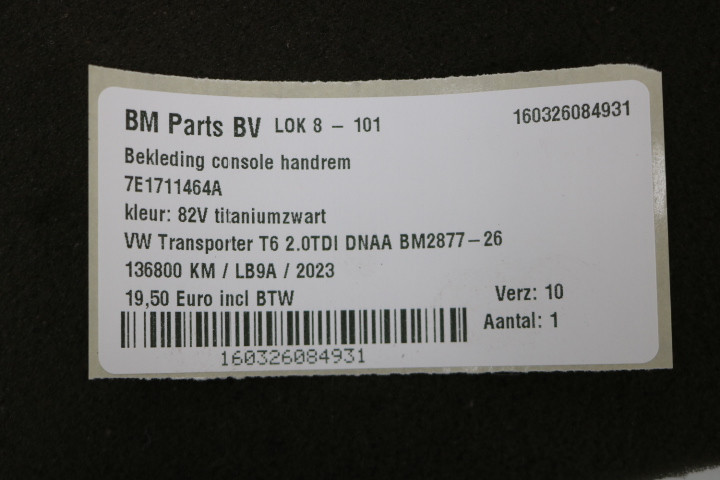 BM Parts BV LOK 8 - 101
160326084931
Bekleding console handrem
7E1711464A
kleur: 82V titaniumzwart
VW Transporter T6 2.0TDI DNAA BM2877-26
136800 KM / LB9A / 2023
19,50 Euro incl BTW
Verz: 10
Aantal: 1
160326084931